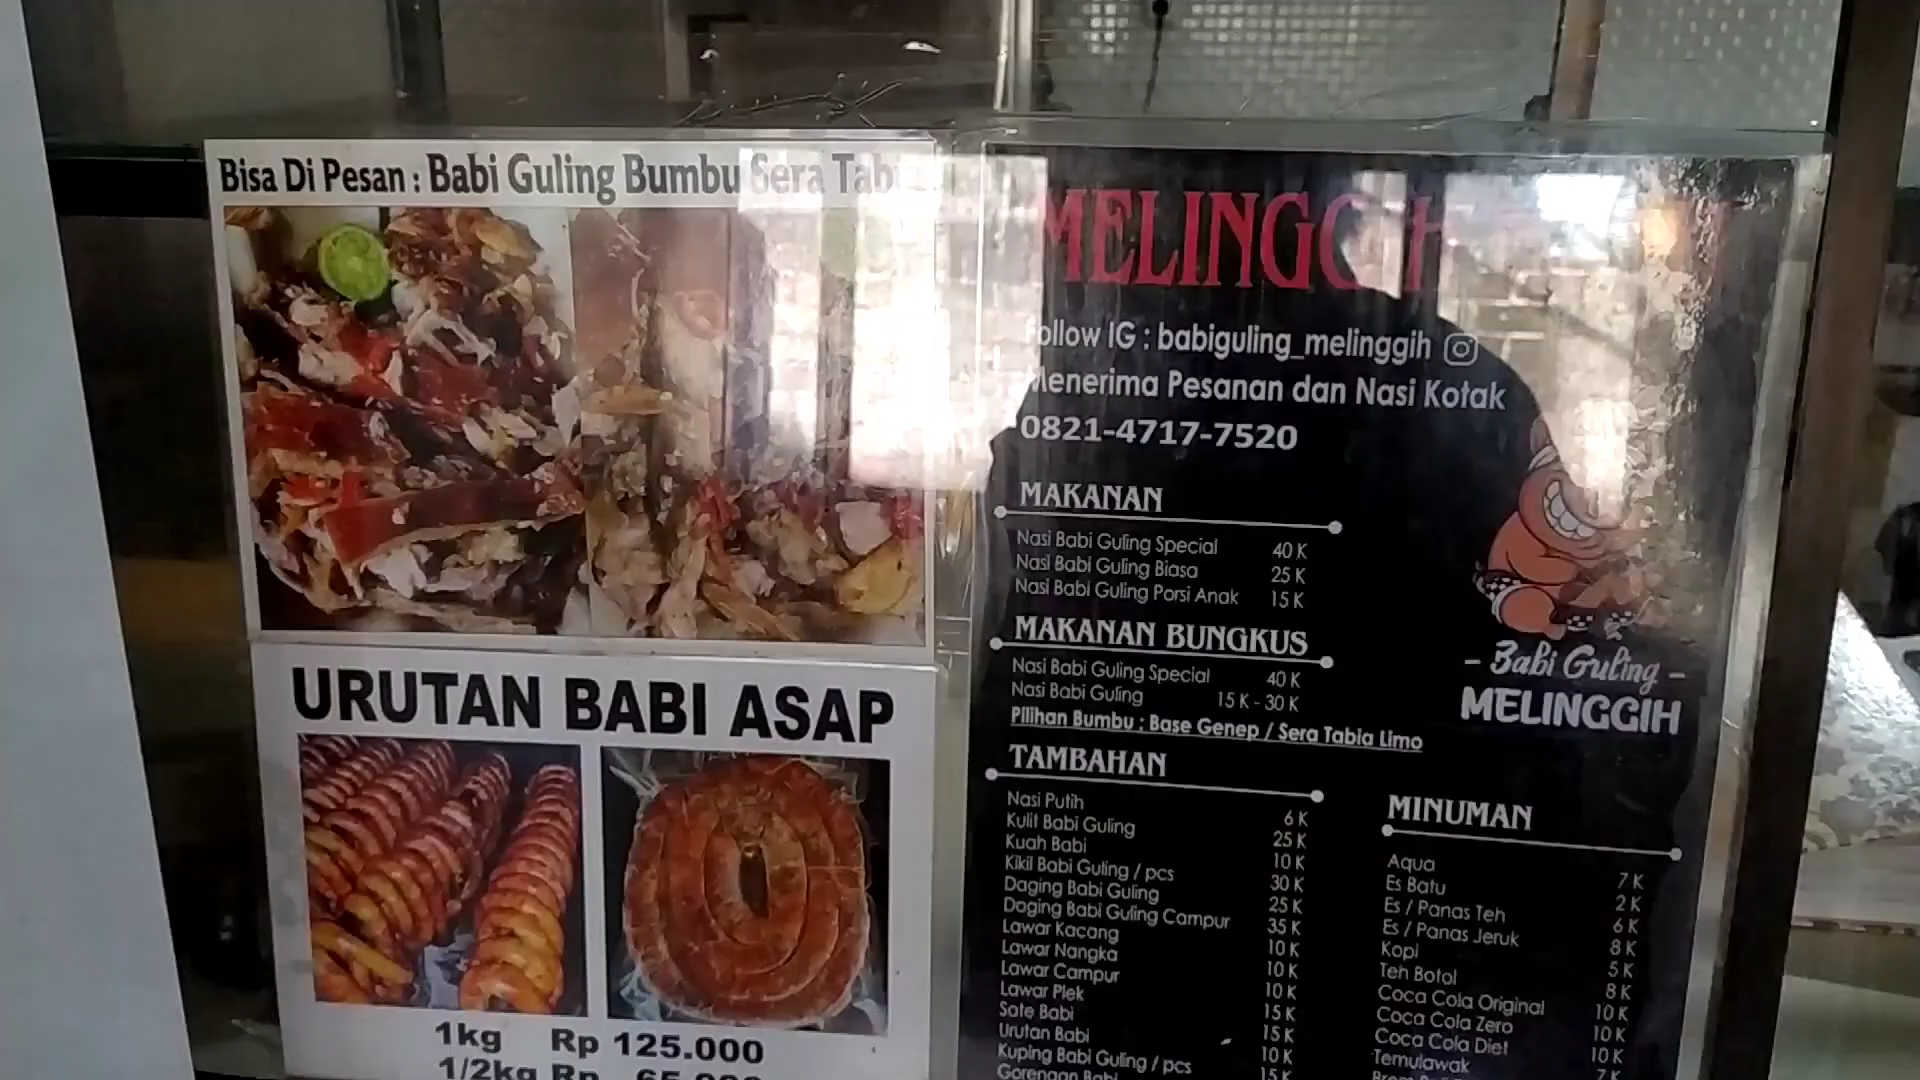 Bisa Di Pesan : Babi Guling Bumbu Sera
URUTAN BABI ASAP
1kg Rp 125.000
1/2kg Rp
MELINGGIH
Follow IG : babiguling_melinggih
Menerima Pesanan dan Nasi Kotak
0821-4717-7520
MAKANAN
Nasi Babi Guling Special 40 K
Nasi Babi Guling Biasa 25 K
Nasi Babi Guling Porsi Anak 15 K
MAKANAN BUNGKUS
Nasi Babi Guling Special 40 K
Nasi Babi Guling 15 K - 30 K
Pilihan Bumbu : Base Genep / Sera Tabia Limo
TAMBAHAN
Nasi Putih 6 K
Kulit Babi Guling 25 K
Kuah Babi 10 K
Kikil Babi Guling / pcs 30 K
Daging Babi Guling 25 K
Daging Babi Guling Campur 35 K
Lawar Kacang 10 K
Lawar Nangka 10 K
Lawar Campur 10 K
Lawar Plek 15 K
Sate Babi 15 K
Urutan Babi 10 K
Kuping Babi Guling / pcs 15 K
Gorengan Babi
- Babi Guling -
MELINGGIH
MINUMAN
Aqua 7 K
Es Batu 2 K
Es / Panas Teh 6 K
Es / Panas Jeruk 8 K
Kopi 5 K
Teh Botol 8 K
Coca Cola Original 10 K
Coca Cola Zero 10 K
Coca Cola Diet 10 K
Temulawak 7 K